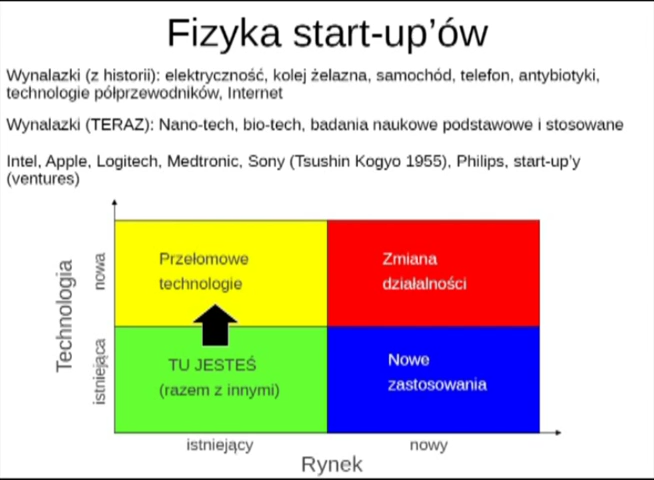 Fizyka start-up’ów
Wynalazki (z historii): elektryczność, kolej żelazna, samochód, telefon, antybiotyki,
technologie półprzewodników, Internet
Wynalazki (TERAZ): Nano-tech, bio-tech, badania naukowe podstawowe i stosowane
Intel, Apple, Logitech, Medtronic, Sony (Tsushin Kogyo 1955), Philips, start-up’y
(ventures)
Technologia
nowa
istniejąca
Przełomowe
technologie
Zmiana
działalności
TU JESTEŚ
(razem z innymi)
Nowe
zastosowania
istniejący
nowy
Rynek